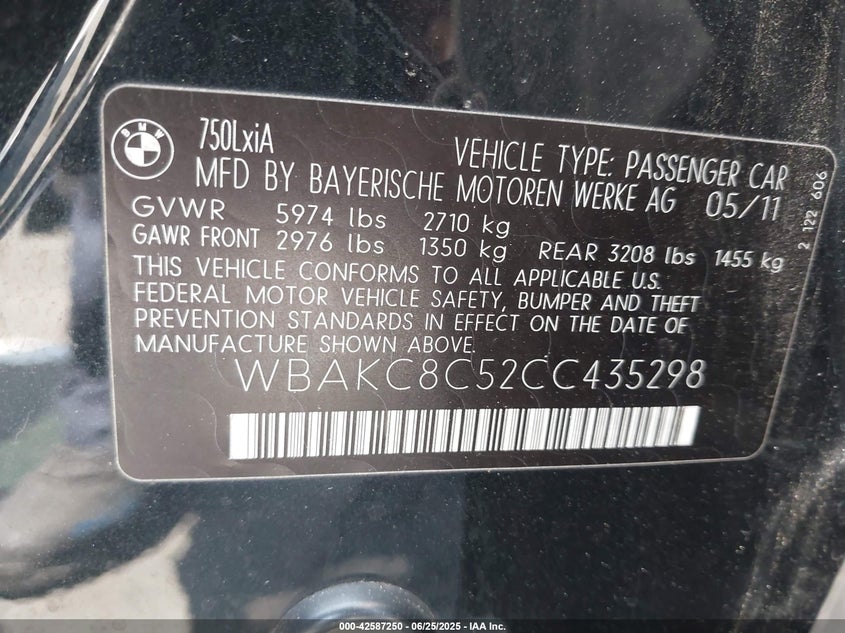 BMW
750LxiA
VEHICLE TYPE: PASSENGER CAR
MFD BY BAYERISCHE MOTOREN WERKE AG 05/11
GVWR 5974 lbs 2710 kg
GAWR FRONT 2976 lbs 1350 kg REAR 3208 lbs 1455 kg
THIS VEHICLE CONFORMS TO ALL APPLICABLE U.S.
FEDERAL MOTOR VEHICLE SAFETY, BUMPER AND THEFT
PREVENTION STANDARDS IN EFFECT ON THE DATE OF
MANUFACTURE SHOWN ABOVE.
WBAKC8C52CC435298
2 122 606
000-42587250 - 06/25/2025 - IAA Inc.